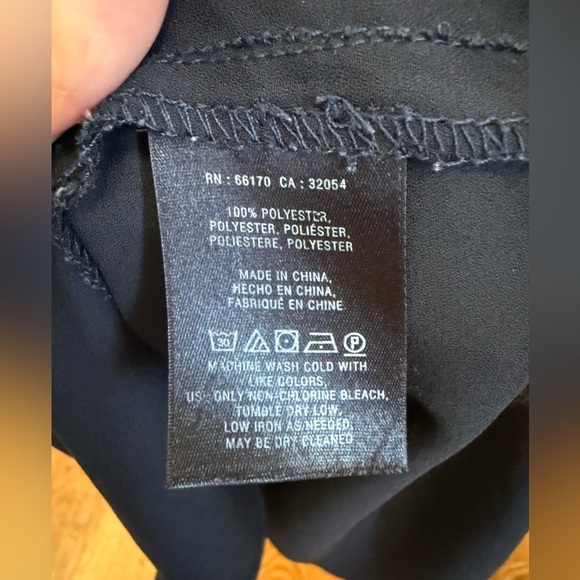 RN : 66170 CA : 32054
100% POLYESTER,
POLYESTER, POLIÉSTER,
POLIESTERE, POLYESTER
MADE IN CHINA,
HECHO EN CHINA,
FABRIQUÉ EN CHINE
30 P
MACHINE WASH COLD WITH
LIKE COLORS,
USE ONLY NON-CHLORINE BLEACH,
TUMBLE DRY LOW,
LOW IRON AS NEEDED,
MAY BE DRY CLEANED